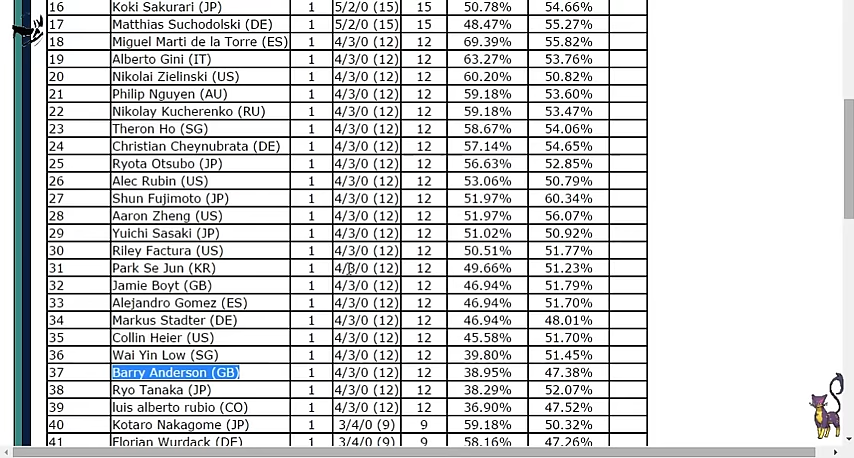 16 Koki Sakurari (JP) 1 5/2/0 (15) 15 50.78% 54.66%
17 Matthias Suchodolski (DE) 1 5/2/0 (15) 15 48.47% 55.27%
18 Miguel Marti de la Torre (ES) 1 4/3/0 (12) 12 69.39% 55.82%
19 Alberto Gini (IT) 1 4/3/0 (12) 12 63.27% 53.76%
20 Nikolai Zielinski (US) 1 4/3/0 (12) 12 60.20% 50.82%
21 Philip Nguyen (AU) 1 4/3/0 (12) 12 59.18% 53.60%
22 Nikolay Kucherenko (RU) 1 4/3/0 (12) 12 59.18% 53.47%
23 Theron Ho (SG) 1 4/3/0 (12) 12 58.67% 54.06%
24 Christian Cheynubrata (DE) 1 4/3/0 (12) 12 57.14% 54.65%
25 Ryota Otsubo (JP) 1 4/3/0 (12) 12 56.63% 52.85%
26 Alec Rubin (US) 1 4/3/0 (12) 12 53.06% 50.79%
27 Shun Fujimoto (JP) 1 4/3/0 (12) 12 51.97% 60.34%
28 Aaron Zheng (US) 1 4/3/0 (12) 12 51.97% 56.07%
29 Yuichi Sasaki (JP) 1 4/3/0 (12) 12 51.02% 50.92%
30 Riley Factura (US) 1 4/3/0 (12) 12 50.51% 51.77%
31 Park Se Jun (KR) 1 4/3/0 (12) 12 49.66% 51.23%
32 Jamie Boyt (GB) 1 4/3/0 (12) 12 46.94% 51.79%
33 Alejandro Gomez (ES) 1 4/3/0 (12) 12 46.94% 51.70%
34 Markus Stadter (DE) 1 4/3/0 (12) 12 46.94% 48.01%
35 Collin Heier (US) 1 4/3/0 (12) 12 45.58% 51.70%
36 Wai Yin Low (SG) 1 4/3/0 (12) 12 39.80% 51.45%
37 Barry Anderson (GB) 1 4/3/0 (12) 12 38.95% 47.38%
38 Ryo Tanaka (JP) 1 4/3/0 (12) 12 38.29% 52.07%
39 luis alberto rubio (CO) 1 4/3/0 (12) 12 36.90% 47.52%
40 Kotaro Nakagome (JP) 1 3/4/0 (9) 9 59.18% 50.32%
41 Florian Wurdack (DE) 1 3/4/0 (9) 9 58.16% 47.26%